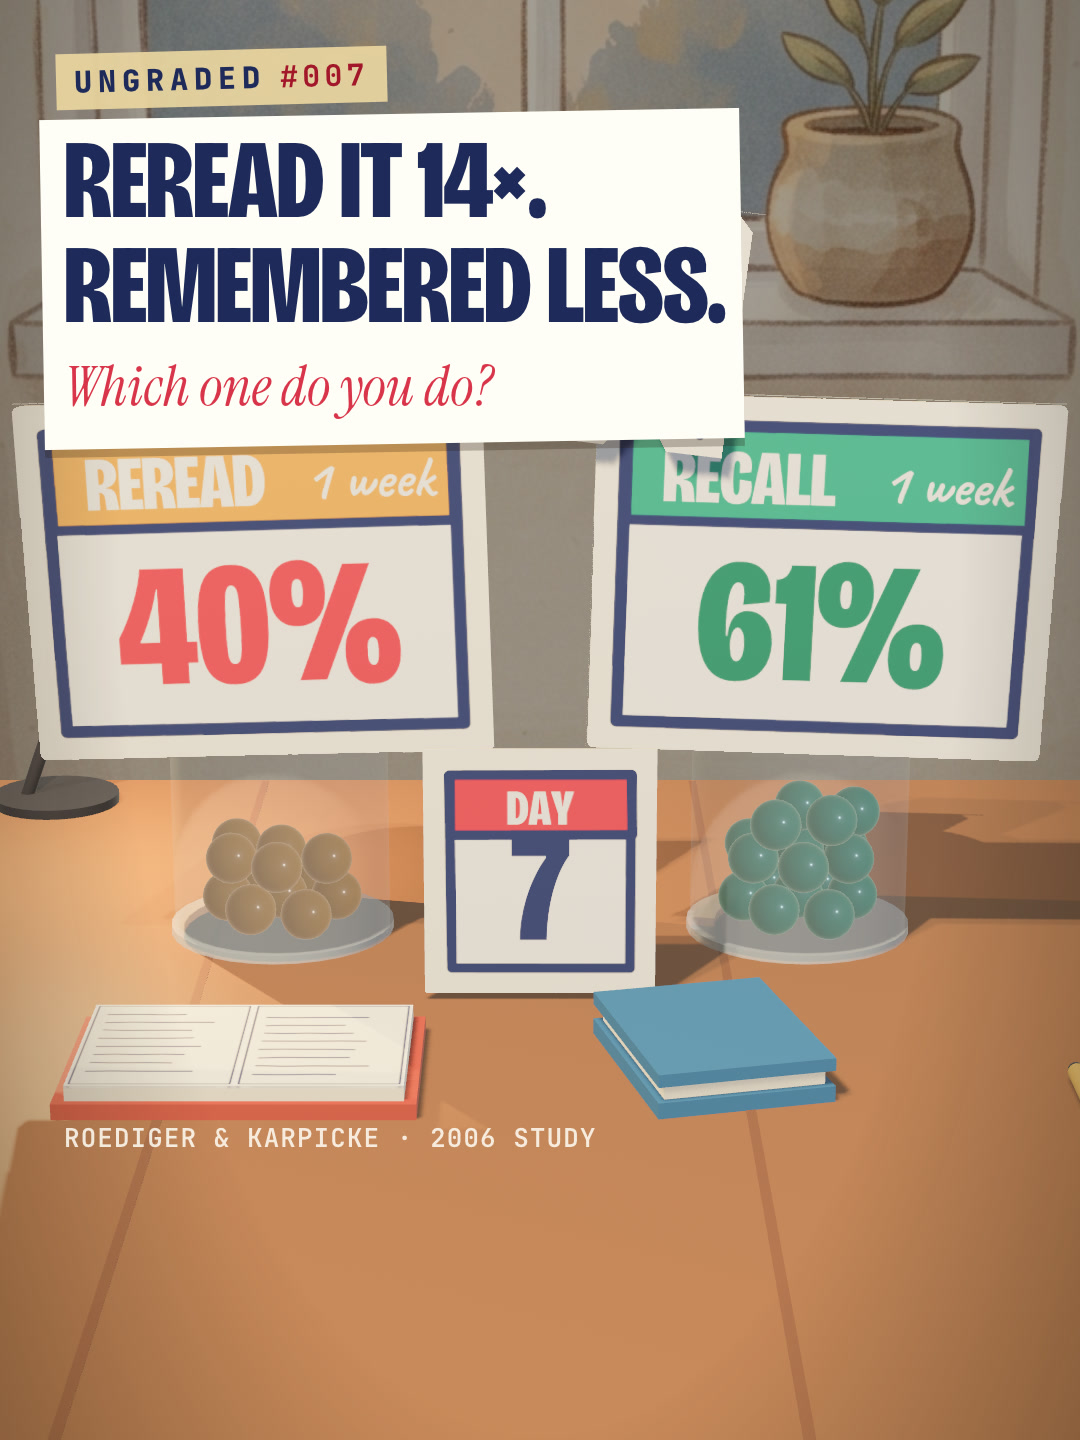 UNGRADED #007
REREAD IT 14×.
REMEMBERED LESS.
Which one do you do?
REREAD 1 week
40%
RECALL 1 week
61%
DAY
7
ROEDIGER & KARPICKE · 2006 STUDY